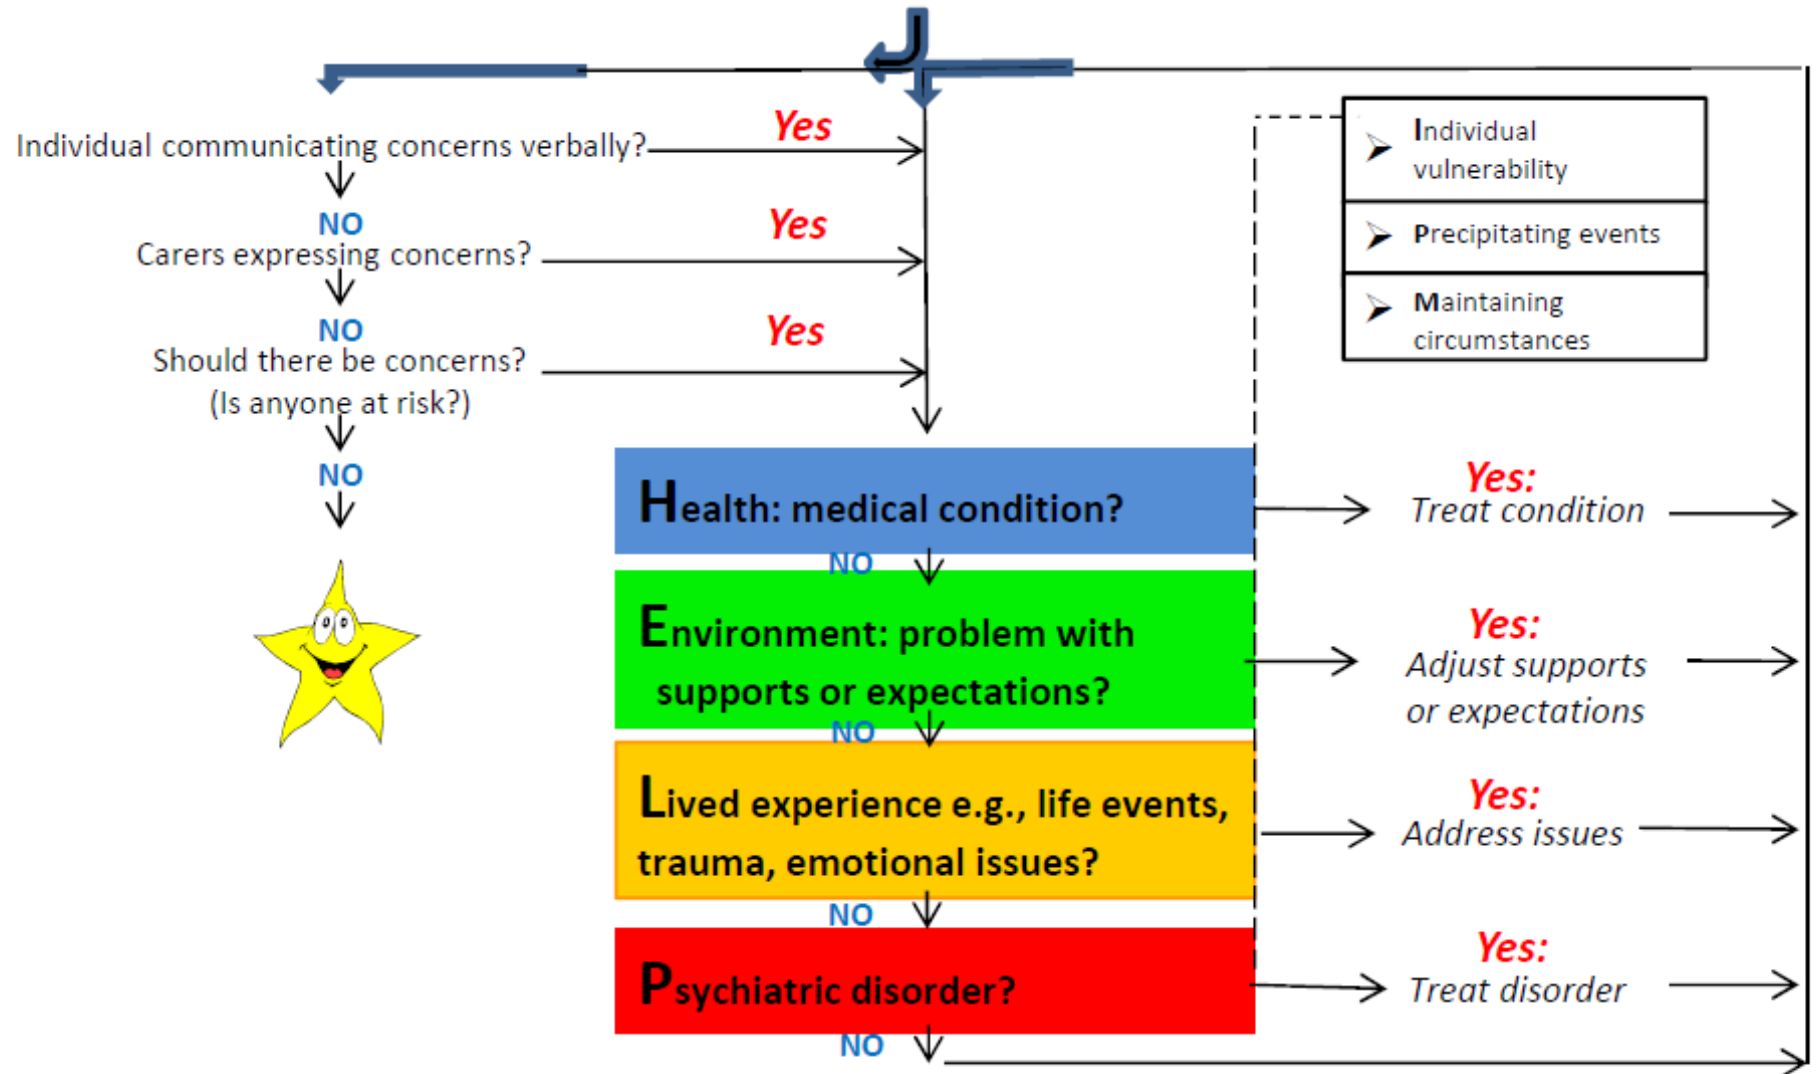 Individual communicating concerns verbally?
Yes
NO
Carers expressing concerns?
Yes
NO
Should there be concerns?
(Is anyone at risk?)
Yes
NO
Individual
vulnerability
Precipitating events
Maintaining
circumstances
Health: medical condition?
Yes:
Treat condition
NO
Environment: problem with
supports or expectations?
Yes:
Adjust supports
or expectations
NO
Lived experience e.g., life events,
trauma, emotional issues?
Yes:
Address issues
NO
Psychiatric disorder?
Yes:
Treat disorder
NO